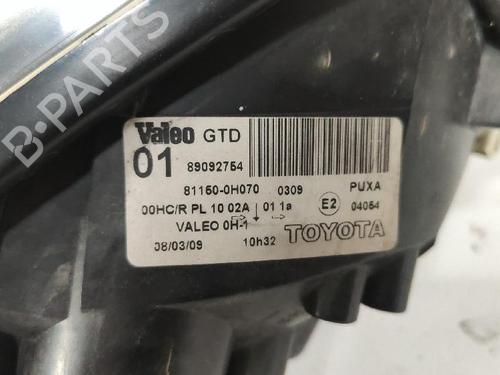 B-PARTS
Valeo GTD
01 89092754
81150-0H070 0309 PUXA
00HC/R PL 10 02A 01 1a E2 04054
VALEO 0H-1
08/03/09 10h32 TOYOTA